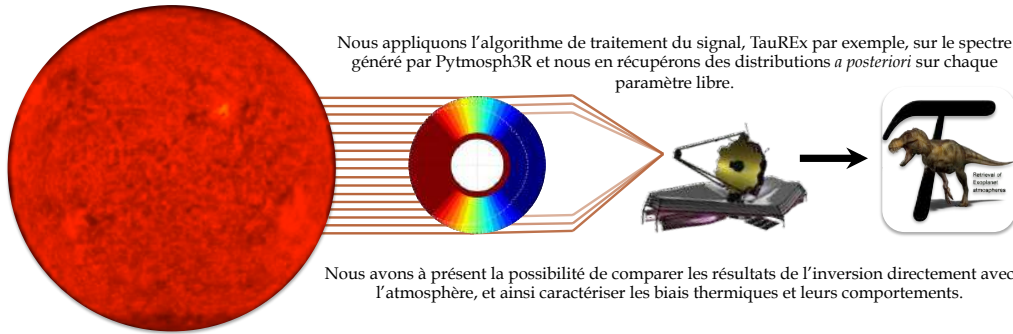 Nous appliquons l'algorithme de traitement du signal, TauREx par exemple, sur le spectre
généré par Pytmosph3R et nous en récupérons des distributions a posteriori sur chaque
paramètre libre.
Retrieval of
Exoplanet
atmospheres
Nous avons à présent la possibilité de comparer les résultats de l'inversion directement avec
l'atmosphère, et ainsi caractériser les biais thermiques et leurs comportements.